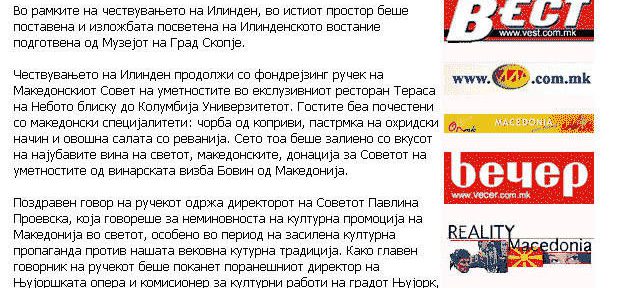 Во рамките на чествувањето на Илинден, во истиот простор беше
поставена и изложбата посветена на Илинденското востание
подготвена од Музејот на Град Скопје.
Чествувањето на Илинден продолжи со фондрејзинг ручек на
Македонскиот Совет на уметностите во екслузивниот ресторан Тераса
на Небото блиску до Колумбија Универзитетот. Гостите беа почестени
со македонски специјалитети: чорба од коприви, пастрмка на охридски
начин и овошна салата со реванија. Сето тоа беше залиено со вкусот
на најубавите вина на светот, македонските, донација за Советот на
уметностите од винарската визба Бовин од Македонија.
Поздравен говор на ручекот одржа директорот на Советот Павлина
Проевска, која говореше за неминовноста на културна промоција на
Македонија во светот, особено во период на засилена културна
пропаганда против нашата вековна кутурна традиција. Како главен
говорник на ручекот беше поканет поранешниот директор на
Њујоршката опера и комисионер за културни работи на градот Њујорк,
ВЕСТ
www.vest.com.mk
www. .com.mk
MACEDONIA
Вечер
www.vecer.com.mk
REALITY
Macedonia